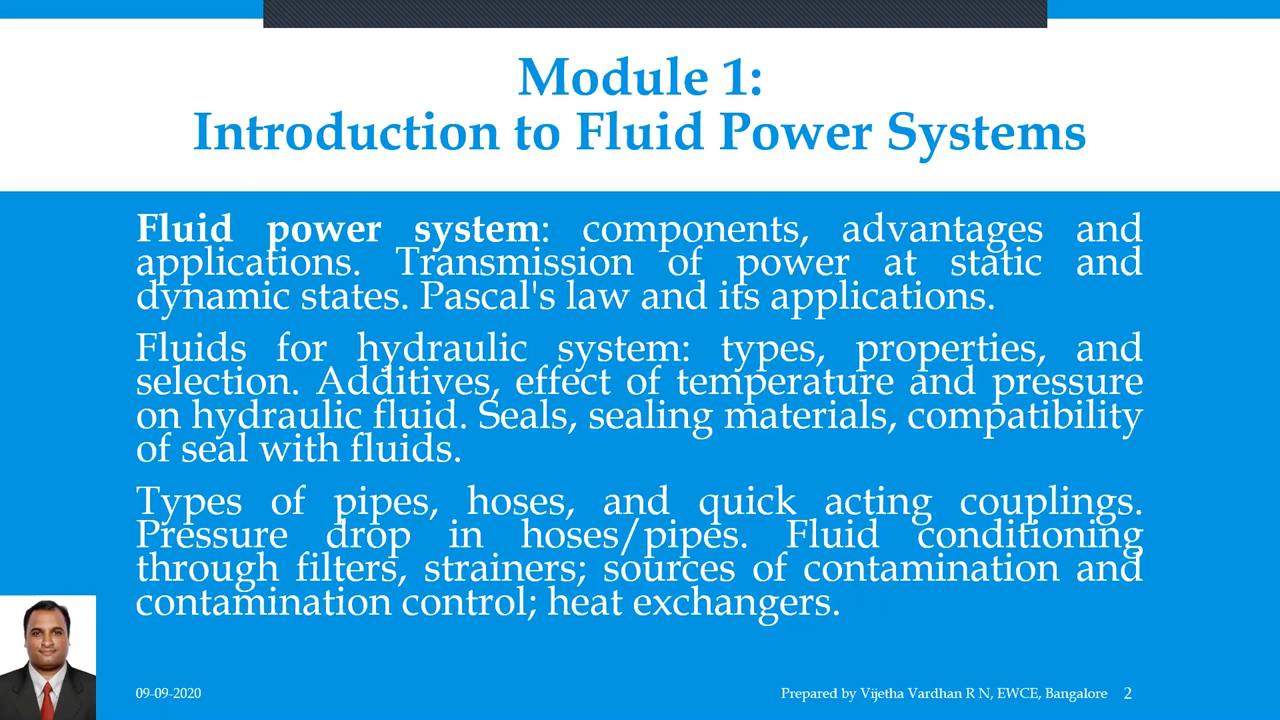 Module 1:
Introduction to Fluid Power Systems
Fluid power system: components, advantages and
applications. Transmission of power at static and
dynamic states. Pascal's law and its applications.
Fluids for hydraulic system: types, properties, and
selection. Additives, effect of temperature and pressure
on hydraulic fluid. Seals, sealing materials, compatibility
of seal with fluids.
Types of pipes, hoses, and quick acting couplings.
Pressure drop in hoses/pipes. Fluid conditioning
through filters, strainers; sources of contamination and
contamination control; heat exchangers.
09-09-2020
Prepared by Vijetha Vardhan R N, EWCE, Bangalore 2